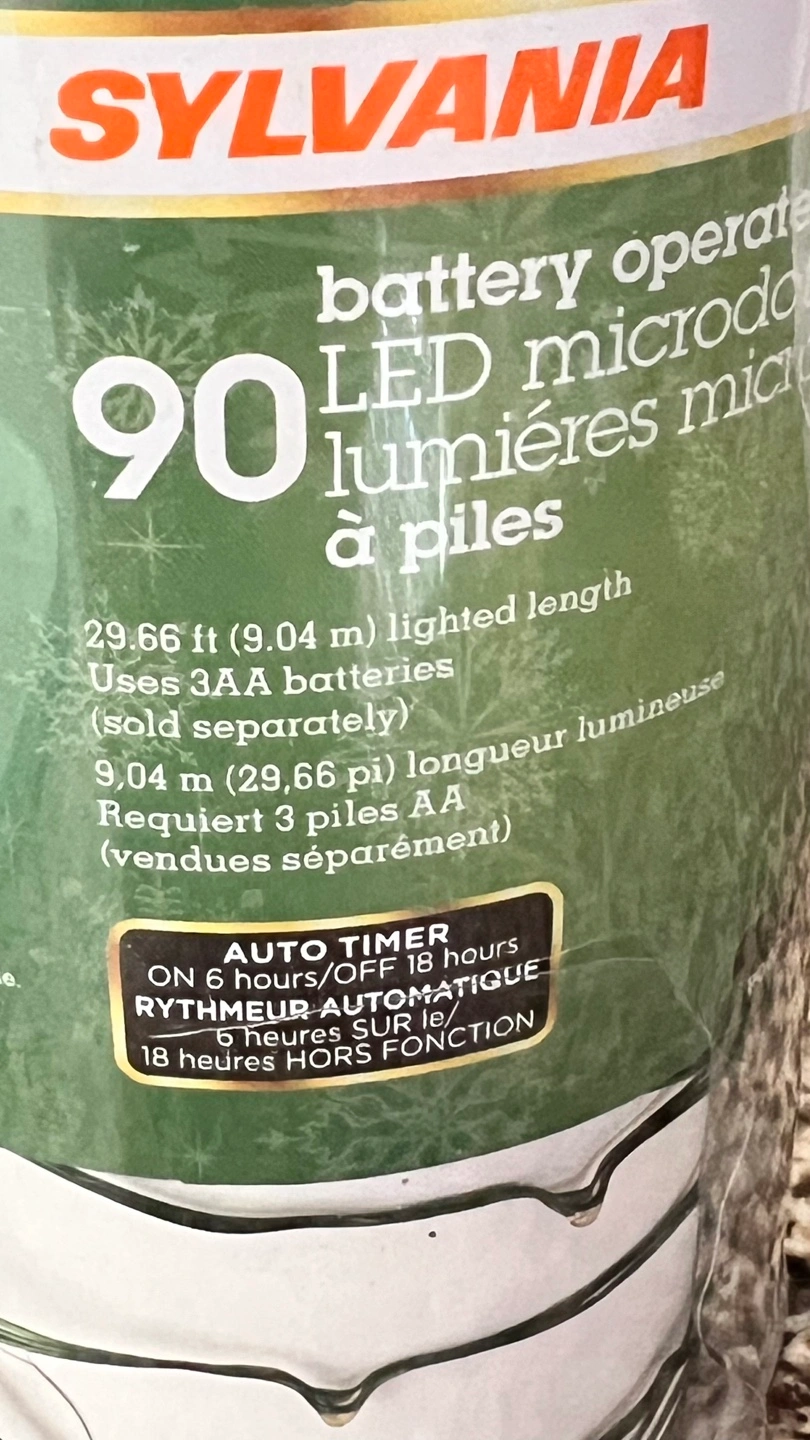 SYLVANIA
90
battery operat
LED microdo
lumiéres micr
à piles
29.66 ft (9.04 m) lighted length
Uses 3AA batteries
(sold separately)
9,04 m (29,66 pi) longueur lumineuse
Requiert 3 piles AA
(vendues séparément)
AUTO TIMER
ON 6 hours/OFF 18 hours
RYTHMEUR AUTOMATIQUE
6 heures SUR le/
18 heures HORS FONCTION
e.